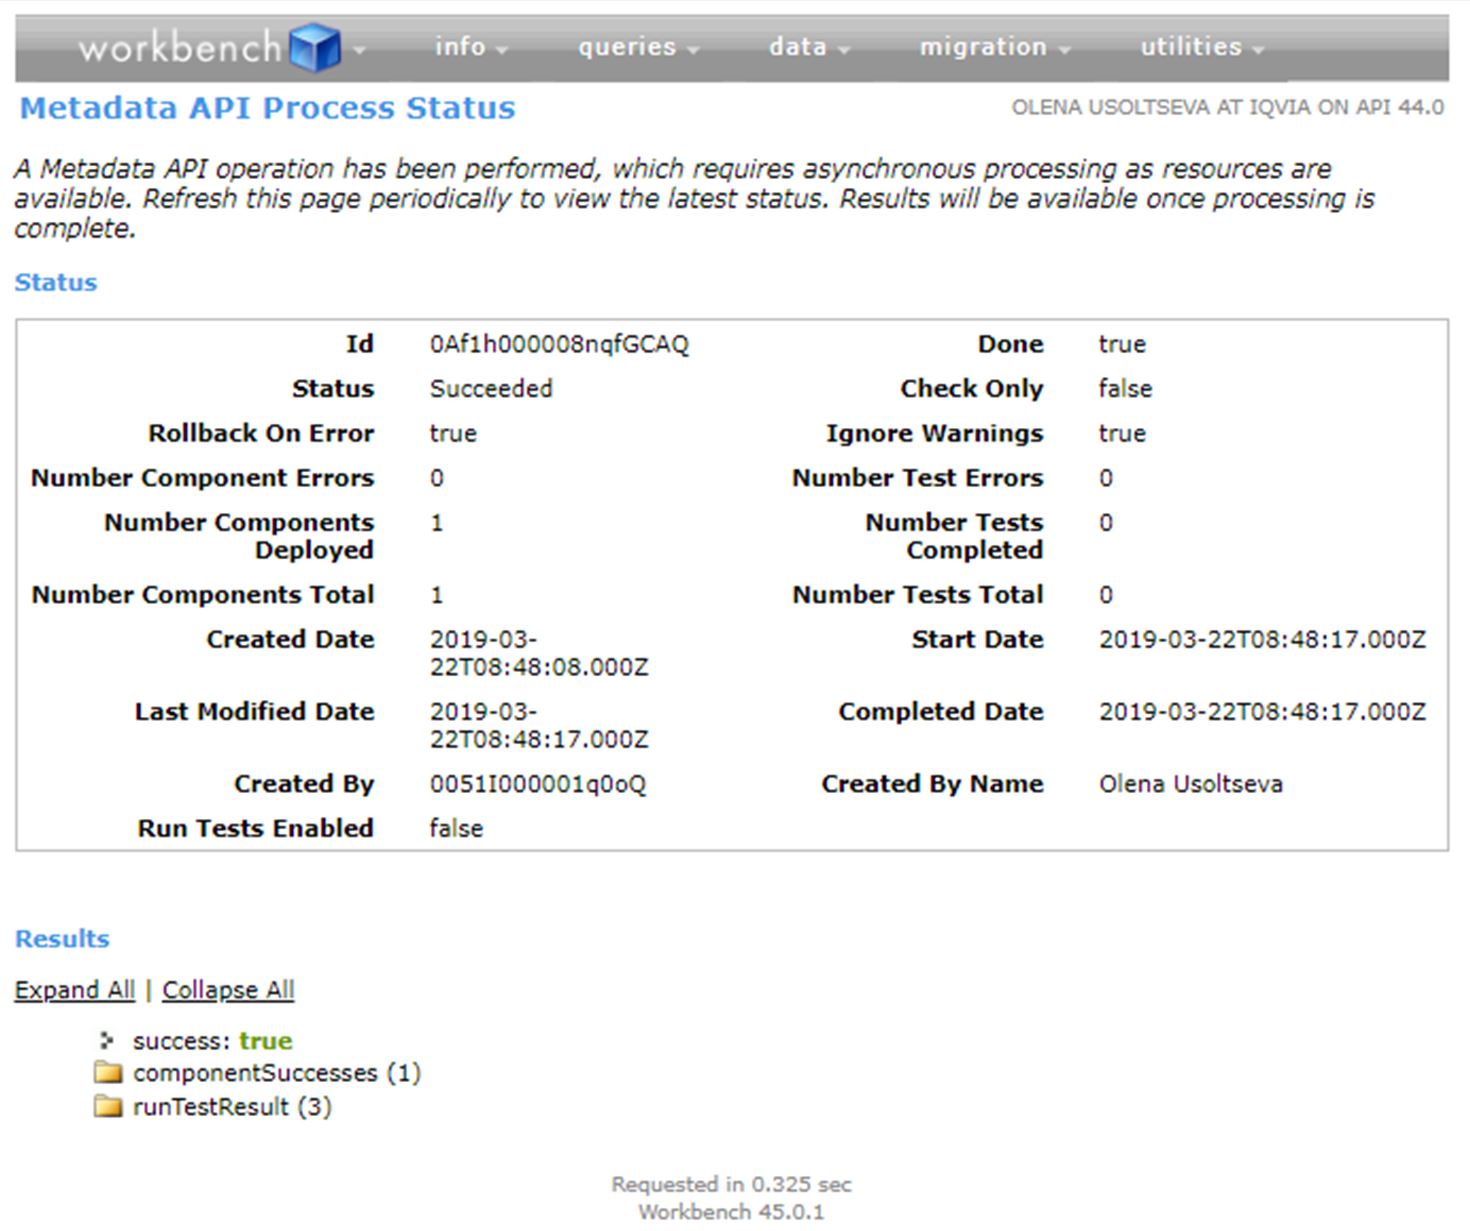 workbench info queries data migration utilities
Metadata API Process Status OLENA USOLTSEVA AT IQVIA ON API 44.0
A Metadata API operation has been performed, which requires asynchronous processing as resources are
available. Refresh this page periodically to view the latest status. Results will be available once processing is
complete.
Status
Id 0Af1h000008nqfGCAQ Done true
Status Succeeded Check Only false
Rollback On Error true Ignore Warnings true
Number Component Errors 0 Number Test Errors 0
Number Components 1 Number Tests 0
Deployed Completed
Number Components Total 1 Number Tests Total 0
Created Date 2019-03- Start Date 2019-03-22T08:48:17.000Z
22T08:48:08.000Z
Last Modified Date 2019-03- Completed Date 2019-03-22T08:48:17.000Z
22T08:48:17.000Z
Created By 0051I000001q0oQ Created By Name Olena Usoltseva
Run Tests Enabled false
Results
Expand All | Collapse All
success: true
componentSuccesses (1)
runTestResult (3)
Requested in 0.325 sec
Workbench 45.0.1